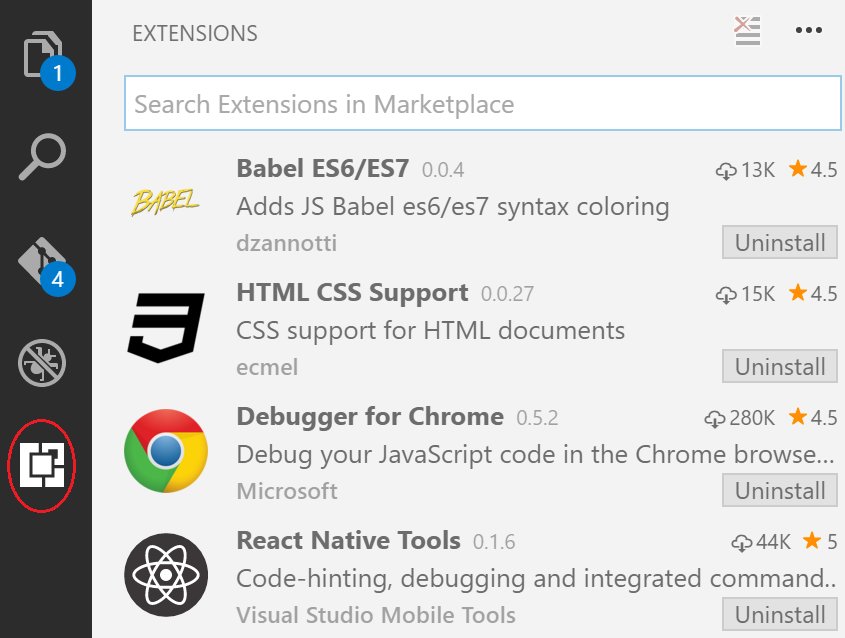 EXTENSIONS
1
Search Extensions in Marketplace
Babel ES6/ES7 0.0.4 13K 4.5
BABEL
Adds JS Babel es6/es7 syntax coloring
dzannotti Uninstall
4
HTML CSS Support 0.0.27 15K 4.5
CSS support for HTML documents
ecmel Uninstall
Debugger for Chrome 0.5.2 280K 4.5
Debug your JavaScript code in the Chrome browse...
Microsoft Uninstall
React Native Tools 0.1.6 44K 5
Code-hinting, debugging and integrated command..
Visual Studio Mobile Tools Uninstall